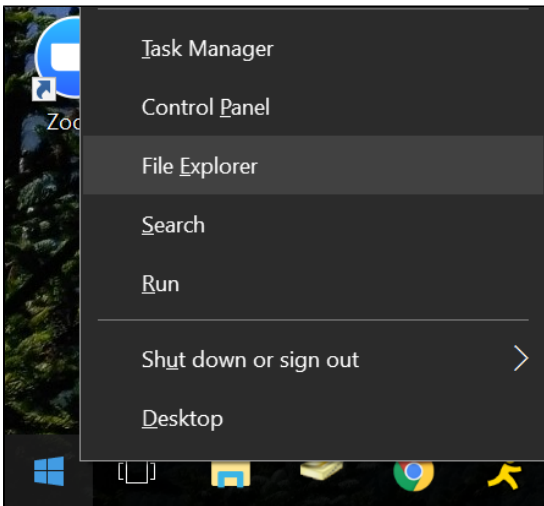 Task Manager
Control Panel
File Explorer
Search
Run
Shut down or sign out
Desktop